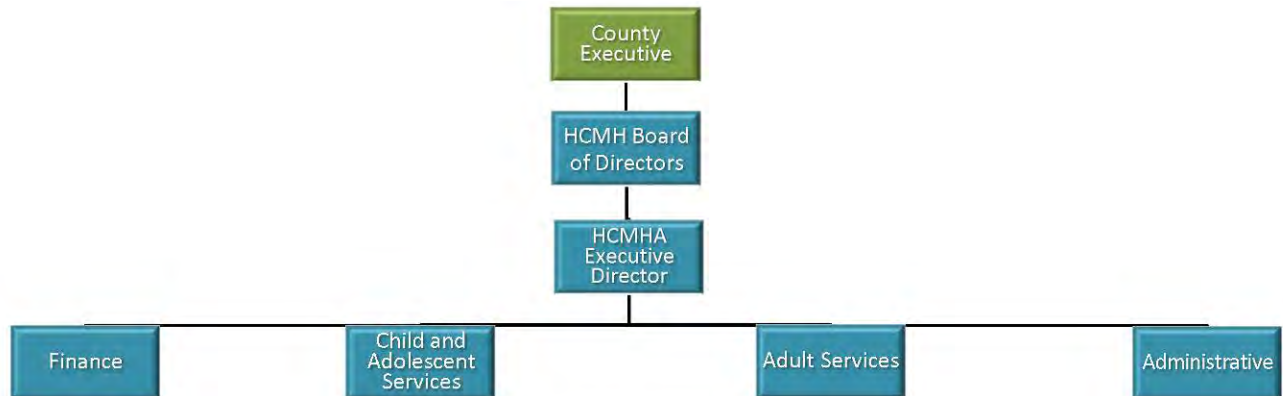 County
Executive
HCMH Board
of Directors
HCMHA
Executive
Director
Finance
Child and
Adolescent
Services
Adult Services
Administrative